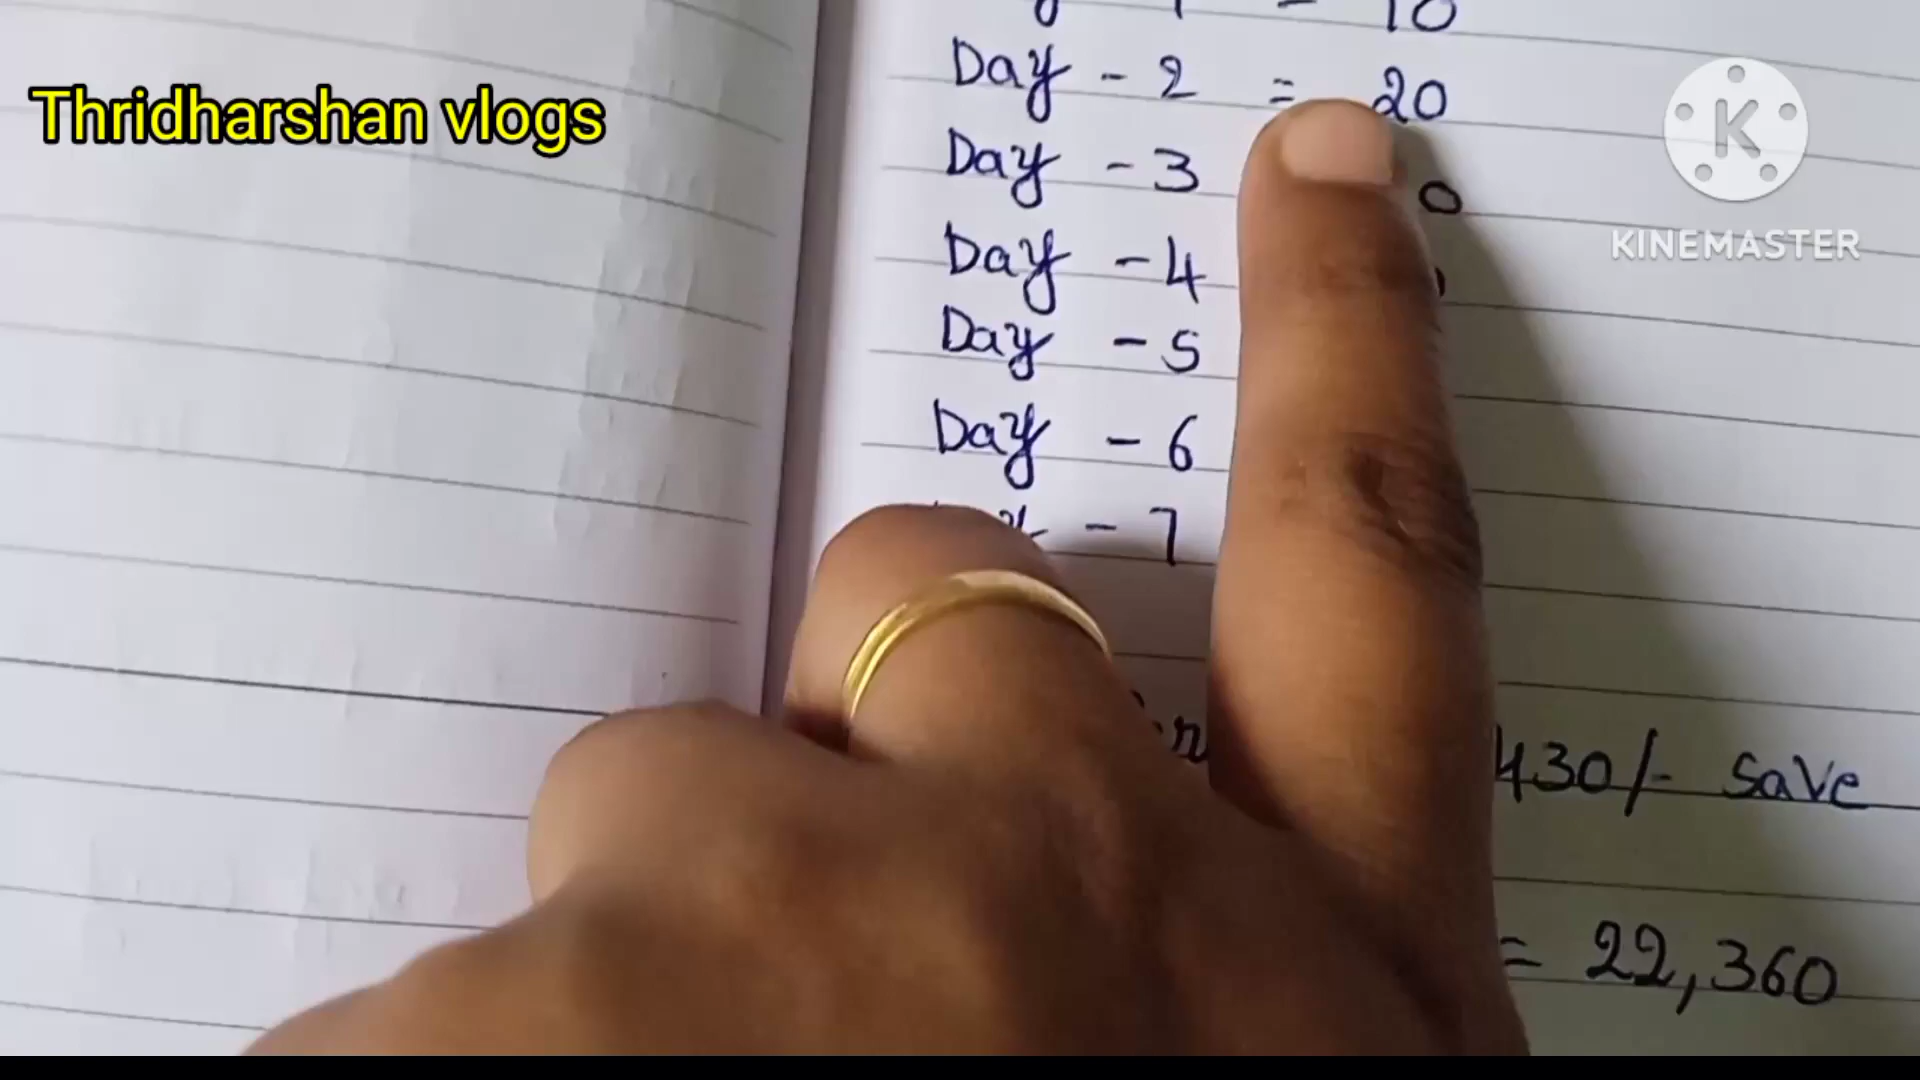 Thridharshan vlogs
KINEMASTER
10
Day - 2 = 20
Day - 3
Day - 4
Day - 5
Day - 6
- 7
430/- save
= 22,360